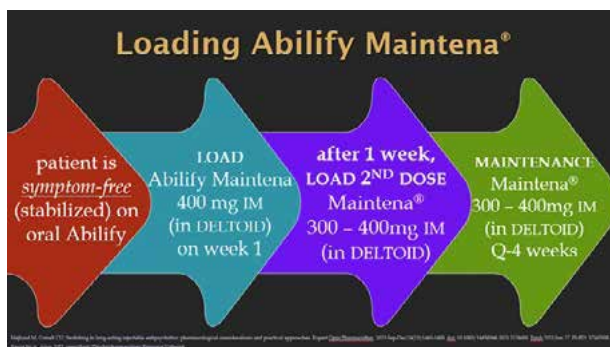 Loading Abilify Maintena®
patient is
symptom-free
(stabilized) on
oral Abilify
LOAD
Abilify Maintena
400 mg IM
(in DELTOID)
on week 1
after 1 week,
LOAD 2ND DOSE
Maintena®
300 – 400mg IM
(in DELTOID)
MAINTENANCE
Maintena®
300 – 400mg IM
(in DELTOID)
Q-4 weeks